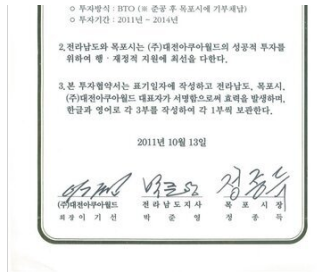 ○ 투자방식 : BTO (※ 준공 후 목포시에 기부채납)
○ 투자기간 : 2011년 ~ 2014년
2. 전라남도와 목포시는 (주)대전아쿠아월드의 성공적 투자를
위하여 행 · 재정적 지원에 최선을 다한다.
3. 본 투자협약서는 표기일자에 작성하고 전라남도, 목포시,
(주)대전아쿠아월드 대표자가 서명함으로써 효력을 발생하며,
한글과 영어로 각 3부를 작성하여 각 1부씩 보관한다.
2011년 10월 13일
(주)대전아쿠아월드 전라남도지사 목포시장
회장 이 기 선 박 준 영 정 종 득